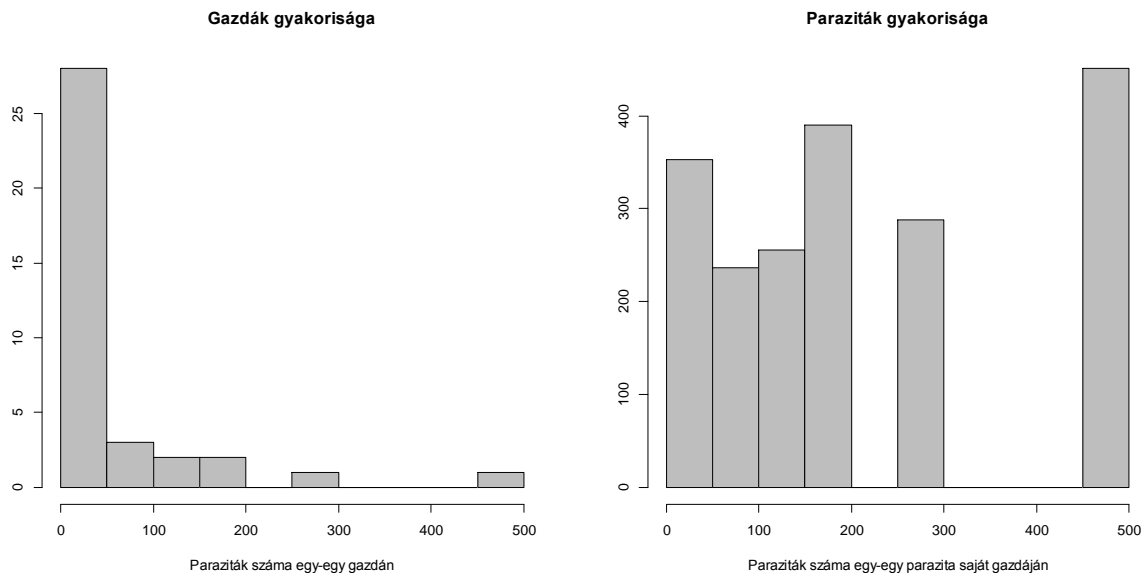 Gazdák gyakorisága
25
20
15
10
5
0
0 100 200 300 400 500
Paraziták száma egy-egy gazdán
Paraziták gyakorisága
400
300
200
100
0
0 100 200 300 400 500
Paraziták száma egy-egy parazita saját gazdáján